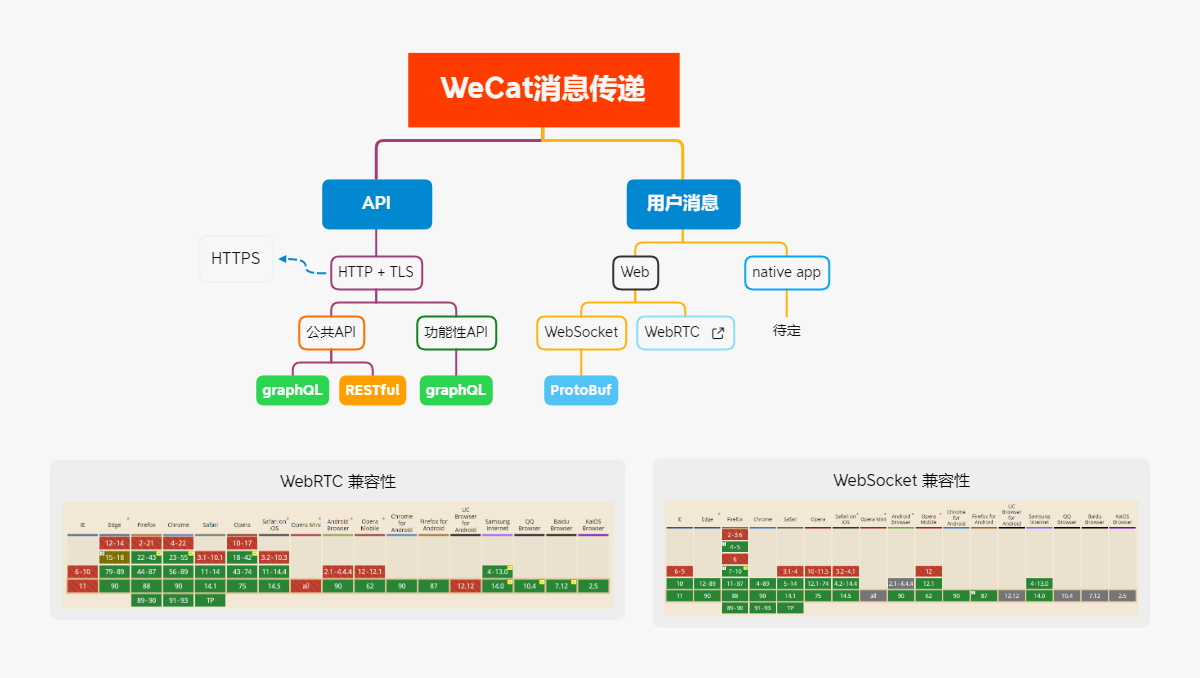 WeCat消息传递
API
用户消息
HTTPS
HTTP + TLS
Web
native app
公共API
功能性API
WebSocket
WebRTC
待定
graphQL
RESTful
graphQL
ProtoBuf
WebRTC 兼容性
IE Edge Firefox Chrome Safari Opera Safari on iOS Opera Mini Android Browser Opera Mobile Chrome for Android Firefox for Android UC Browser for Android Samsung Internet QQ Browser Baidu Browser KaiOS Browser
12-14 2-21 4-22 10-17
15-18 22-43 23-55 3.1-10.1 18-42 3.2-10.3
6-10 79-89 44-87 56-89 11-14 43-74 11-14.4 2.1-4.4.4 12-12.1 4-13.0
11 90 88 90 14.1 75 14.5 all 90 62 90 87 12.12 14.0 10.4 7.12 2.5
89-90 91-93 TP
WebSocket 兼容性
IE Edge Firefox Chrome Safari Opera Safari on iOS Opera Mini Android Browser Opera Mobile Chrome for Android Firefox for Android UC Browser for Android Samsung Internet QQ Browser Baidu Browser KaiOS Browser
2-3.6
4-5
6
6-9 7-10 3.1-4 10-11.5 3.2-4.1 12
10 12-89 11-87 4-89 5-14 12.1-74 4.2-14.4 2.1-4.4.4 12.1 4-13.0
11 90 88 90 14.1 75 14.5 all 90 62 90 87 12.12 14.0 10.4 7.12 2.5
89-90 91-93 TP